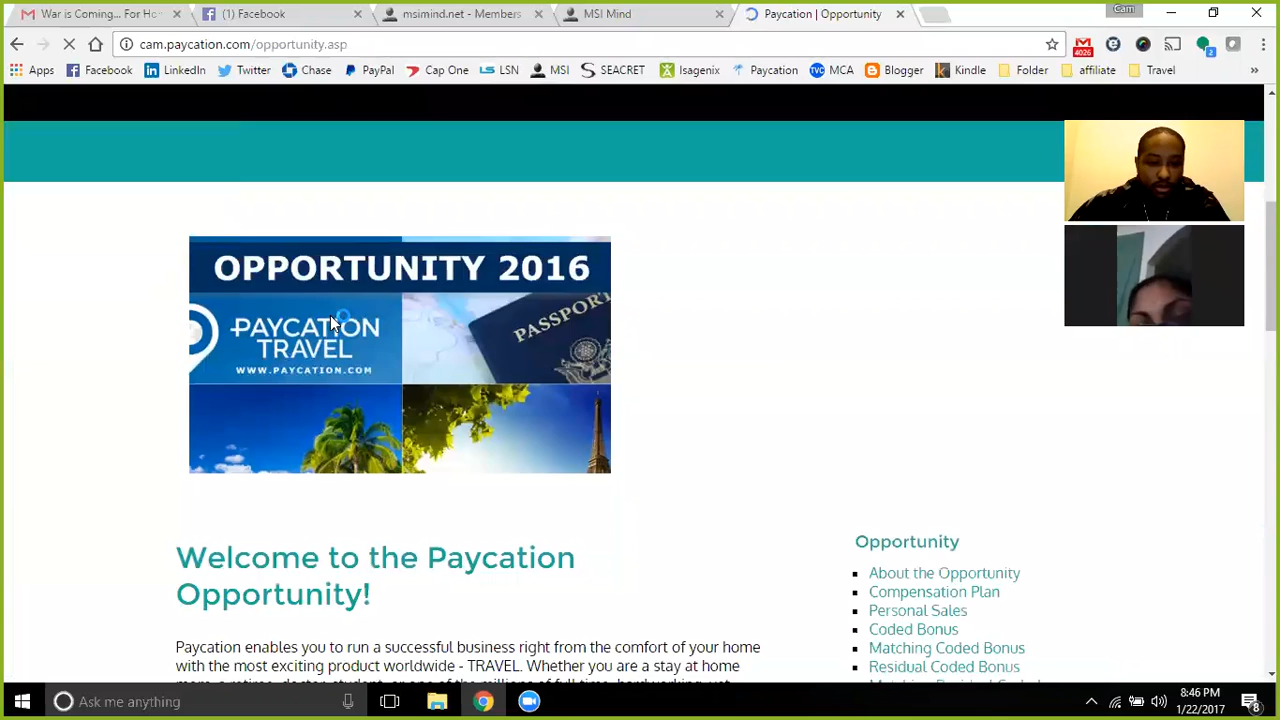 War is Coming... For Ho
(1) Facebook
msimind.net - Members
MSI Mind
Paycation | Opportunity
Cam
cam.paycation.com/opportunity.asp
4026
2
Apps
Facebook
LinkedIn
Twitter
Chase
PayPal
Cap One
LSN
MSI
SEACRET
Isagenix
Paycation
MCA
Blogger
Kindle
Folder
affiliate
Travel
»
OPPORTUNITY 2016
PAYCATION
TRAVEL
WWW.PAYCATION.COM
PASSPORT
Welcome to the Paycation
Opportunity!
Paycation enables you to run a successful business right from the comfort of your home
with the most exciting product worldwide - TRAVEL. Whether you are a stay at home
Opportunity
About the Opportunity
Compensation Plan
Personal Sales
Coded Bonus
Matching Coded Bonus
Residual Coded Bonus
Ask me anything
8:46 PM
1/22/2017
8